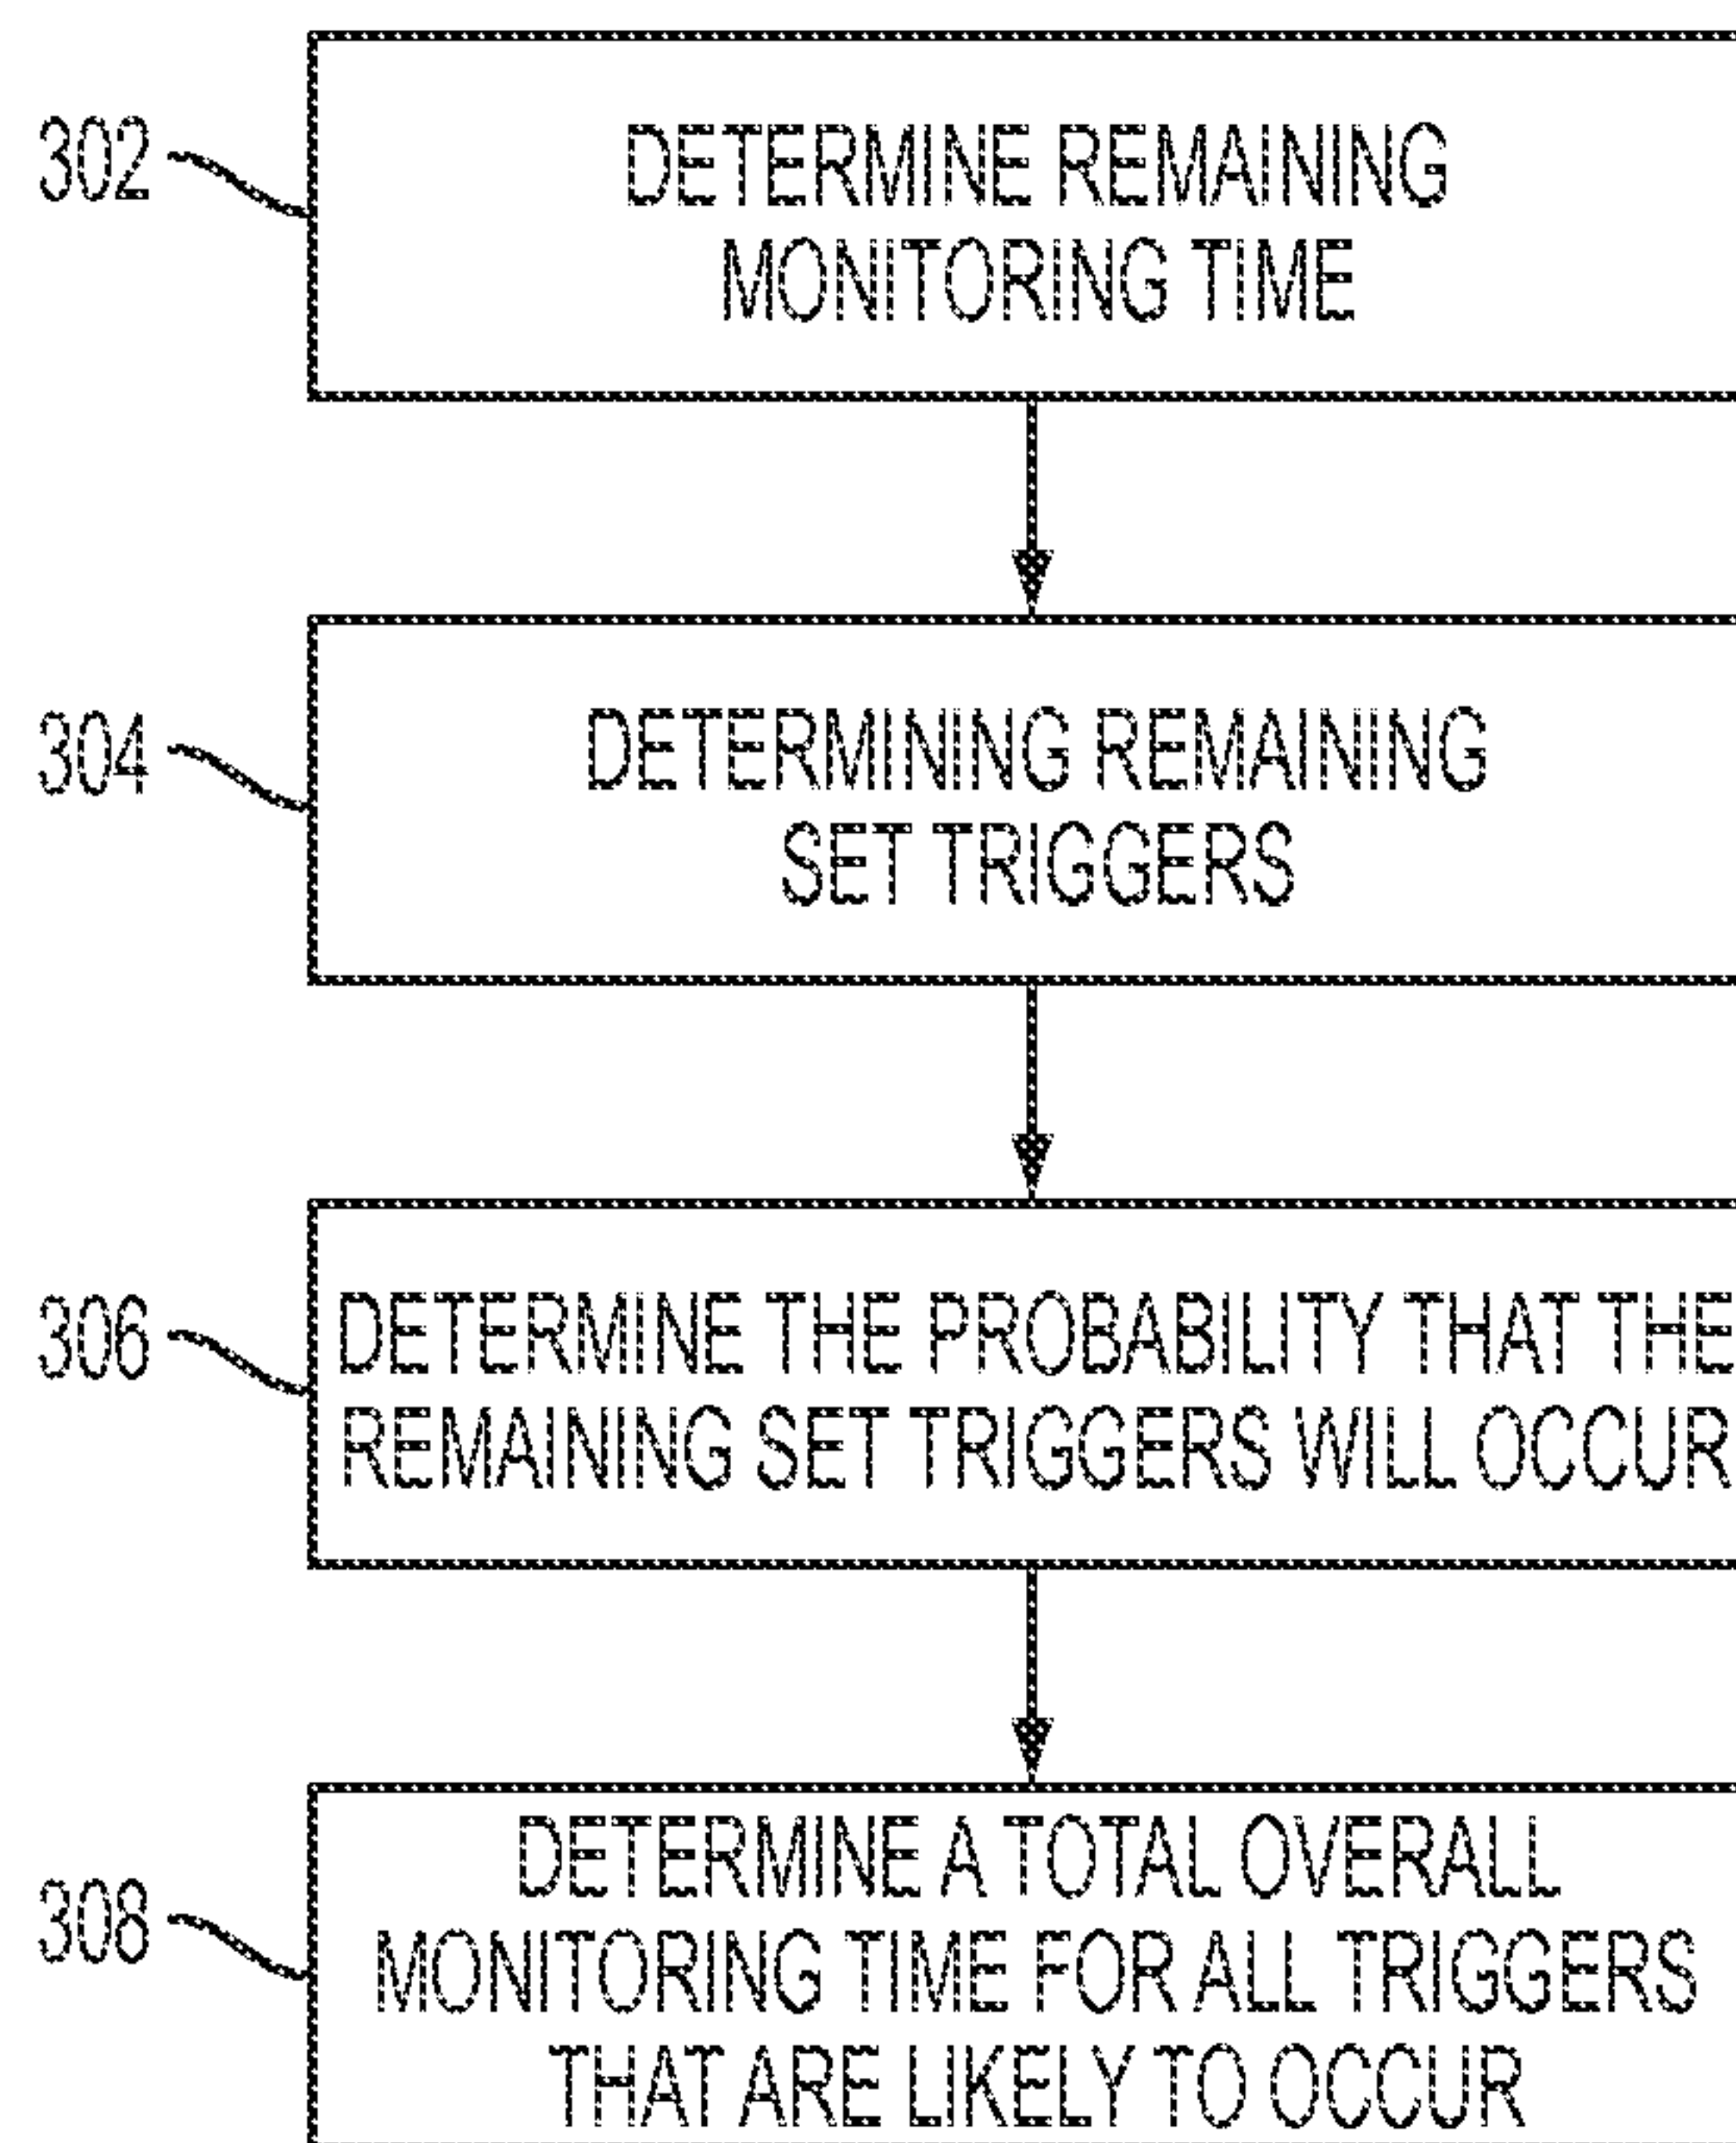 302
DETERMINE REMAINING
MONITORING TIME
304
DETERMINING REMAINING
SET TRIGGERS
306
DETERMINE THE PROBABILITY THAT THE
REMAINING SET TRIGGERS WILL OCCUR
308
DETERMINE A TOTAL OVERALL
MONITORING TIME FOR ALL TRIGGERS
THAT ARE LIKELY TO OCCUR